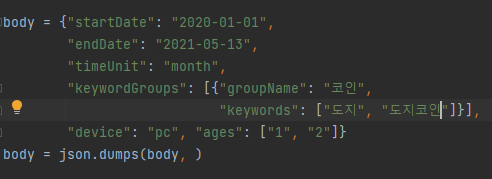 body = {"startDate": "2020-01-01",
"endDate": "2021-05-13",
"timeUnit": "month",
"keywordGroups": [{"groupName": "코인",
"keywords": ["도지", "도지코인"]}],
"device": "pc", "ages": ["1", "2"]}
body = json.dumps(body, )